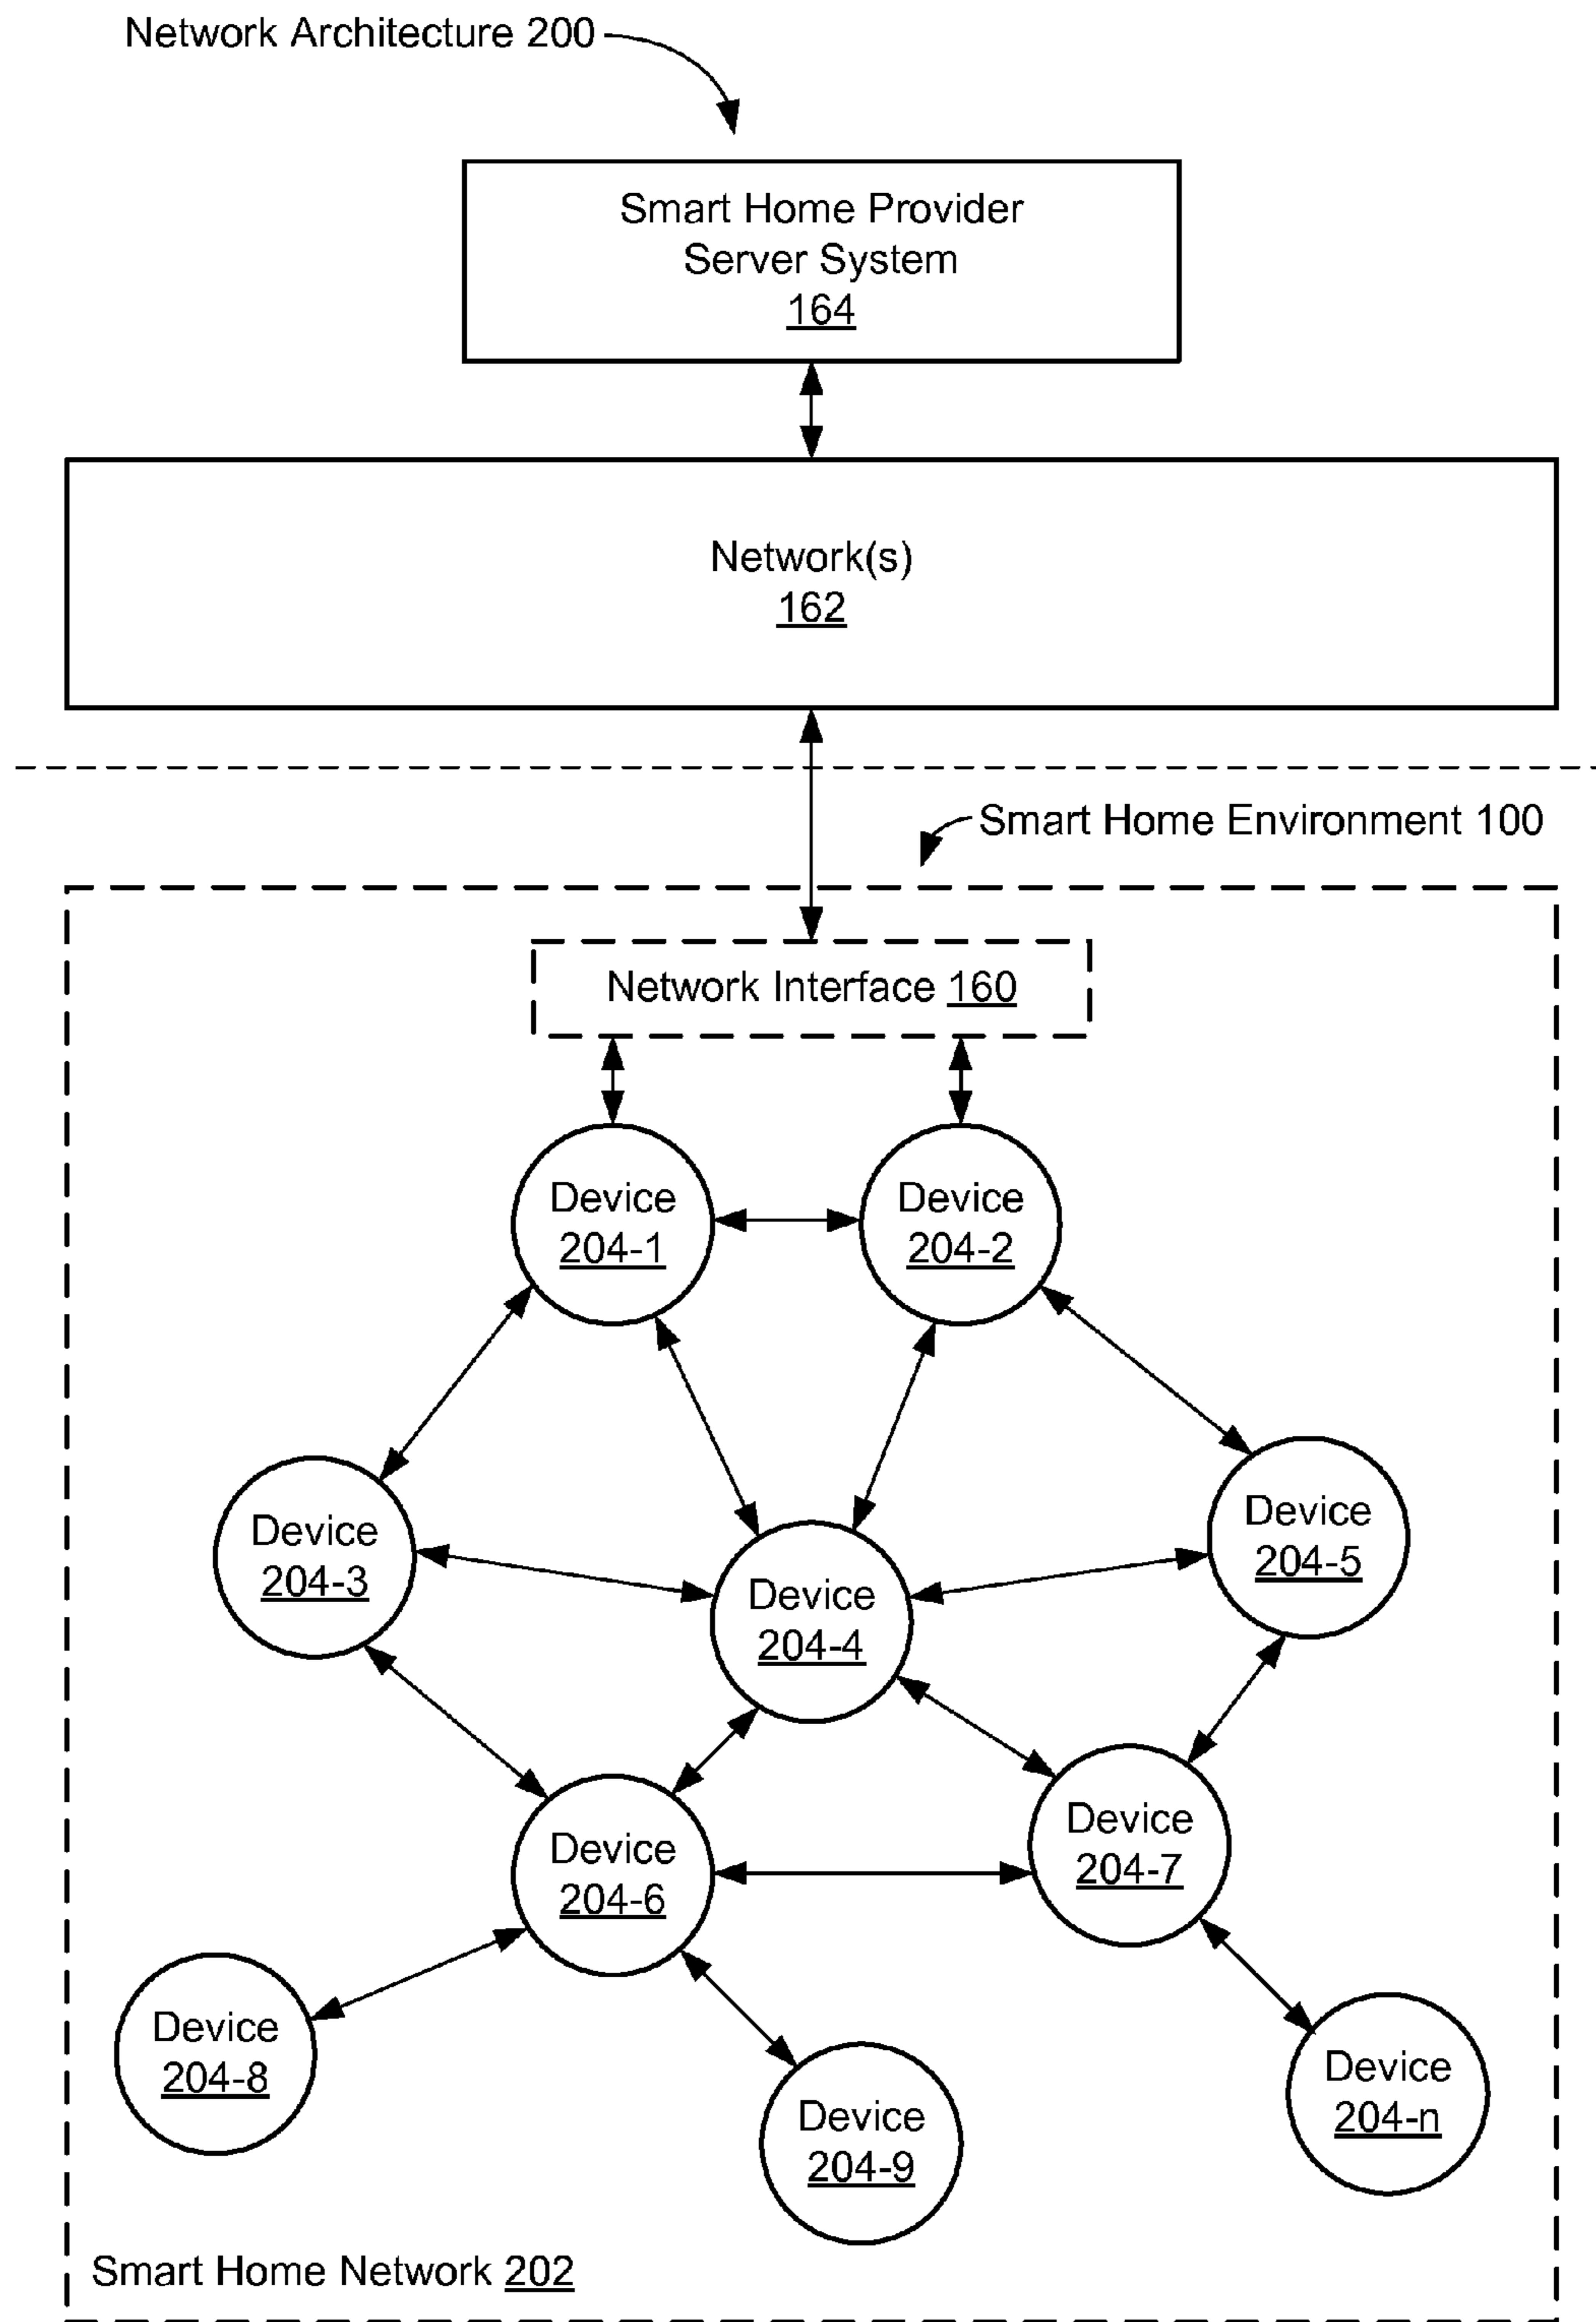 Network Architecture 200
Smart Home Provider
Server System
164
Network(s)
162
Smart Home Environment 100
Network Interface 160
Device
204-1
Device
204-2
Device
204-3
Device
204-4
Device
204-5
Device
204-6
Device
204-7
Device
204-8
Device
204-9
Device
204-n
Smart Home Network 202